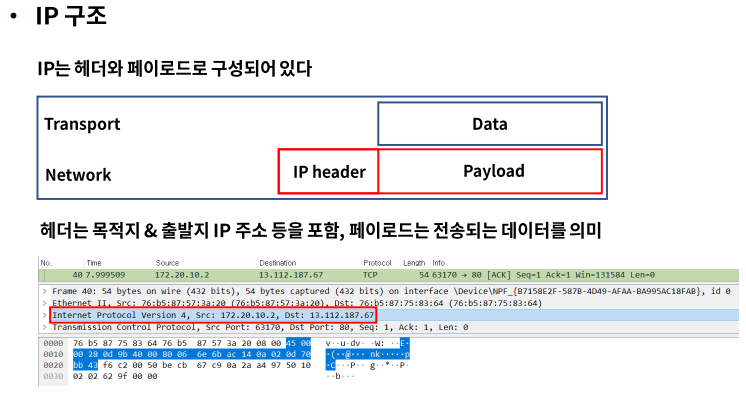 • IP 구조
IP는 헤더와 페이로드로 구성되어 있다
Transport
Data
Network
IP header
Payload
헤더는 목적지 & 출발지 IP 주소 등을 포함, 페이로드는 전송되는 데이터를 의미
No. Time Source Destination Protocol Length Info
40 7.999509 172.20.10.2 13.112.187.67 TCP 54 63170 → 80 [ACK] Seq=1 Ack=1 Win=131584 Len=0
> Frame 40: 54 bytes on wire (432 bits), 54 bytes captured (432 bits) on interface \Device\NPF_{B7158E2F-587B-4D49-AFAA-BA995AC18FAB}, id 0
> Ethernet II, Src: 76:b5:87:57:3a:20 (76:b5:87:57:3a:20), Dst: 76:b5:87:75:83:64 (76:b5:87:75:83:64)
> Internet Protocol Version 4, Src: 172.20.10.2, Dst: 13.112.187.67
> Transmission Control Protocol, Src Port: 63170, Dst Port: 80, Seq: 1, Ack: 1, Len: 0
0000 76 b5 87 75 83 64 76 b5 87 57 3a 20 08 00 45 00 v··u·dv· ·W: ··E·
0010 00 28 0d 9b 40 00 80 06 6e 6b ac 14 0a 02 0d 70 ·(··@··· nk·····p
0020 bb 43 f6 c2 00 50 be cb 67 c9 0a 2a a4 97 50 10 ·C···P·· g··*··P·
0030 02 02 62 9f 00 00 ··b···